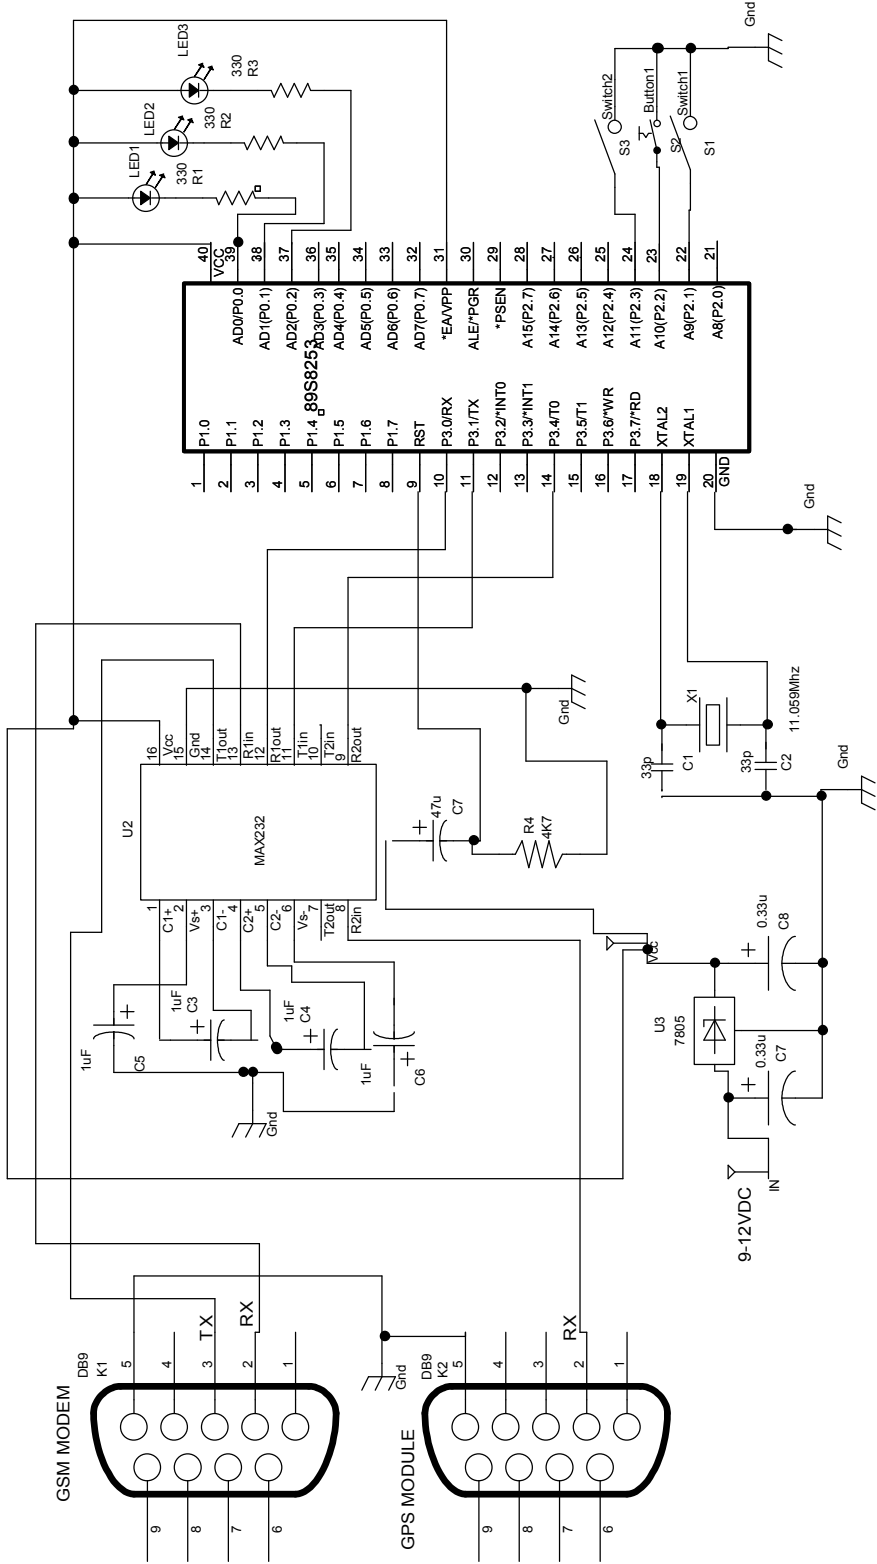 LED3
330
R3
LED2
330
R2
LED1
330
R1
Gnd
Switch2
S3
Button1
S2
Switch1
S1
40
39
38
37
36
35
34
33
32
31
30
29
28
27
26
25
24
23
22
21
VCC
AD0/P0.0
AD1(P0.1)
AD2(P0.2)
AD3(P0.3)
AD4(P0.4)
AD5(P0.5)
AD6(P0.6)
AD7(P0.7)
*EA/VPP
ALE/*PGR
*PSEN
A15(P2.7)
A14(P2.6)
A13(P2.5)
A12(P2.4)
A11(P2.3)
A10(P2.2)
A9(P2.1)
A8(P2.0)
89S8253
P1.0
P1.1
P1.2
P1.3
P1.4
P1.5
P1.6
P1.7
RST
P3.0/RX
P3.1/TX
P3.2/*INT0
P3.3/*INT1
P3.4/T0
P3.5/T1
P3.6/*WR
P3.7/*RD
XTAL2
XTAL1
GND
1
2
3
4
5
6
7
8
9
10
11
12
13
14
15
16
17
18
19
20
Gnd
16
15
14
13
12
11
10
9
Vcc
Gnd
T1out
R1in
R1out
T1in
T2in
R2out
U2
MAX232
1
2
3
4
5
6
7
8
C1+
Vs+
C1-
C2+
C2-
Vs-
T2out
R2in
Gnd
47u
C7
R4
4K7
X1
11.059Mhz
33p
C1
33p
C2
Gnd
1uF
C5
1uF
C3
1uF
C4
1uF
C6
Gnd
Vcc
U3
7805
0.33u
C8
0.33u
C7
9-12VDC
IN
GSM MODEM
DB9
K1
5
4
3
2
1
TX
RX
9
8
7
6
Gnd
GPS MODULE
DB9
K2
5
4
3
2
1
RX
9
8
7
6